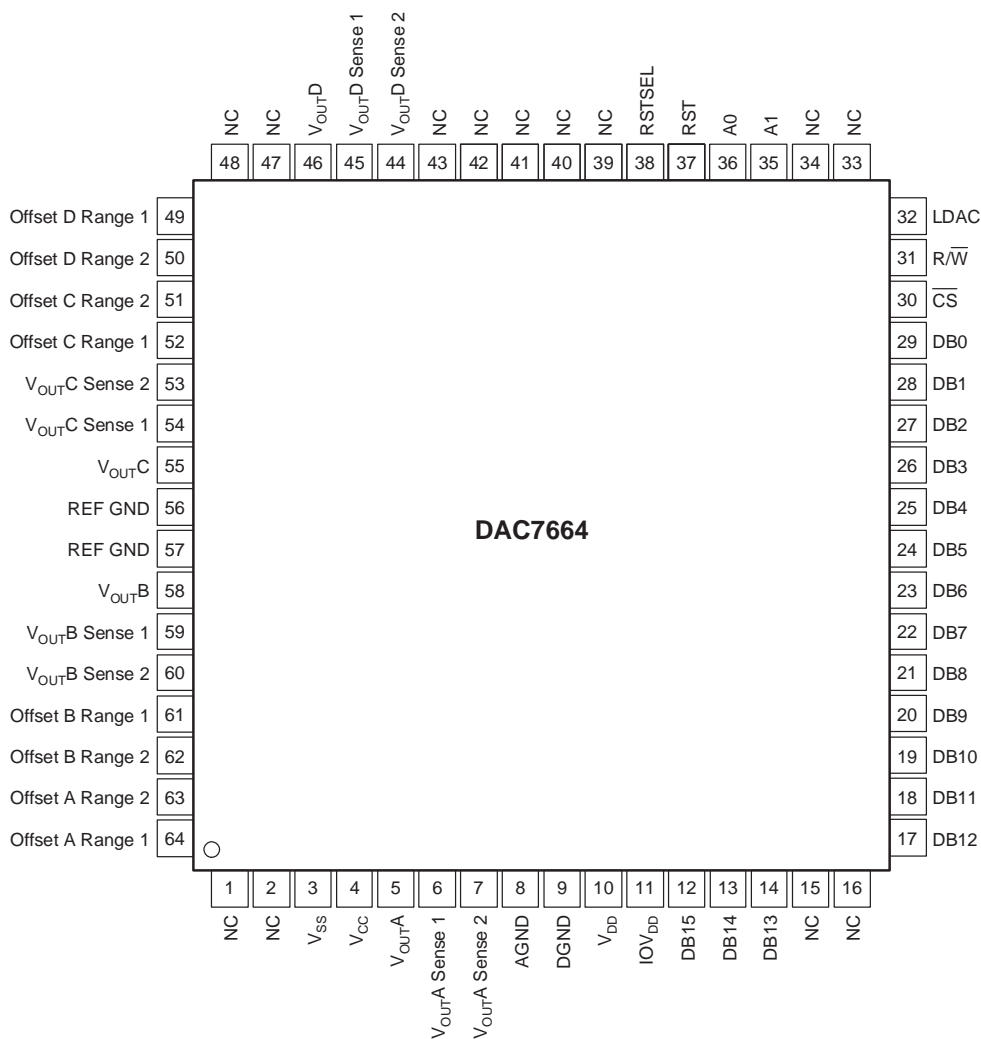 NC
NC
VOUTD
VOUTD Sense 1
VOUTD Sense 2
NC
NC
NC
NC
NC
RSTSEL
RST
A0
A1
NC
NC
48 47 46 45 44 43 42 41 40 39 38 37 36 35 34 33
Offset D Range 1 49
Offset D Range 2 50
Offset C Range 2 51
Offset C Range 1 52
VOUTC Sense 2 53
VOUTC Sense 1 54
VOUTC 55
REF GND 56
REF GND 57
VOUTB 58
VOUTB Sense 1 59
VOUTB Sense 2 60
Offset B Range 1 61
Offset B Range 2 62
Offset A Range 2 63
Offset A Range 1 64
DAC7664
32 LDAC
31 R/W̅
30 C̅S̅
29 DB0
28 DB1
27 DB2
26 DB3
25 DB4
24 DB5
23 DB6
22 DB7
21 DB8
20 DB9
19 DB10
18 DB11
17 DB12
1 2 3 4 5 6 7 8 9 10 11 12 13 14 15 16
NC
NC
VSS
VCC
VOUTA
VOUTA Sense 1
VOUTA Sense 2
AGND
DGND
VDD
IOVDD
DB15
DB14
DB13
NC
NC